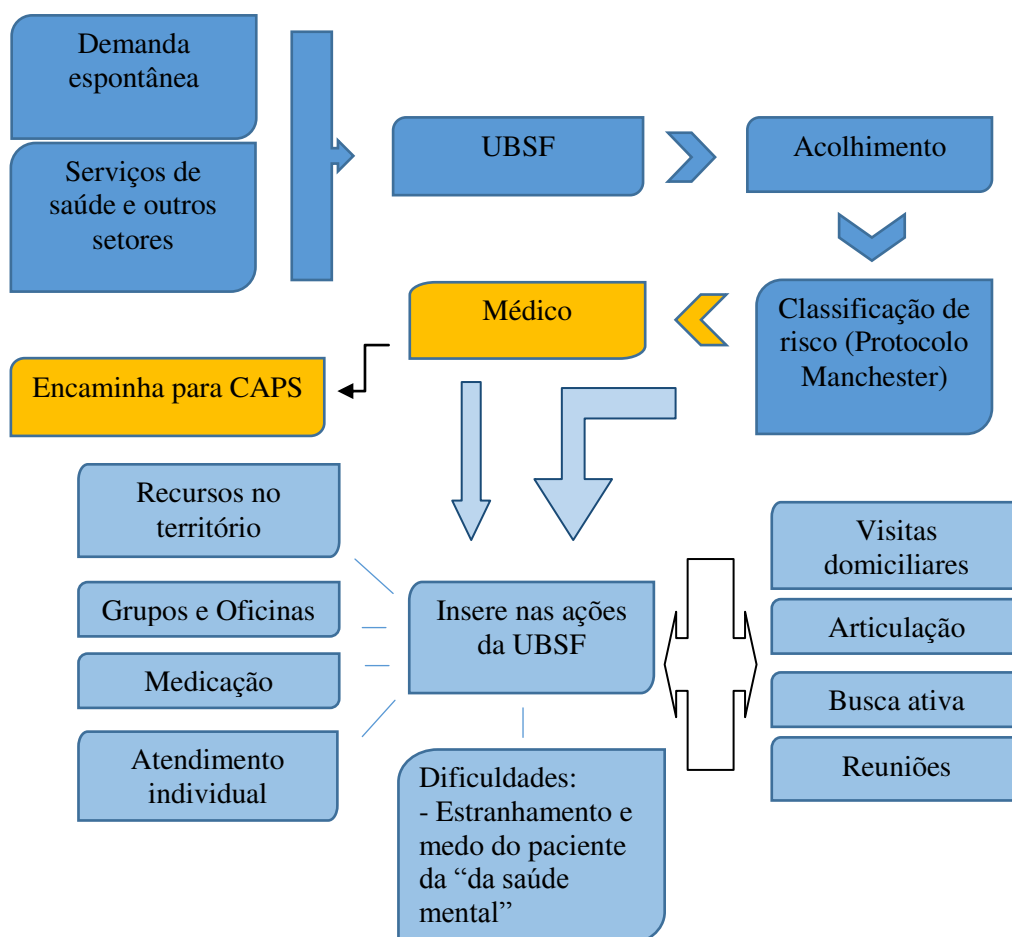 Demanda
espontânea
Serviços de
saúde e outros
setores
UBSF
Acolhimento
Classificação de
risco (Protocolo
Manchester)
Médico
Encaminha para CAPS
Recursos no
território
Grupos e Oficinas
Medicação
Atendimento
individual
Insere nas ações
da UBSF
Visitas
domiciliares
Articulação
Busca ativa
Reuniões
Dificuldades:
- Estranhamento e
medo do paciente
da “da saúde
mental”